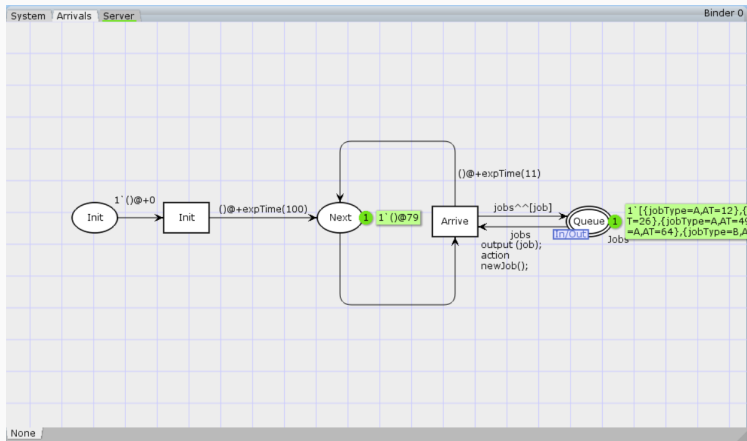 System Arrivals Server Binder 0
()@+expTime(11)
1`()@+0
()@+expTime(100)
jobs^^[job]
Init
Init
Next
1
1`()@79
Arrive
Queue
1
1`[{jobType=A,AT=12},{
T=26},{jobType=A,AT=49
=A,AT=64},{jobType=B,A
In/Out
Jobs
jobs
output (job);
action
newJob();
None